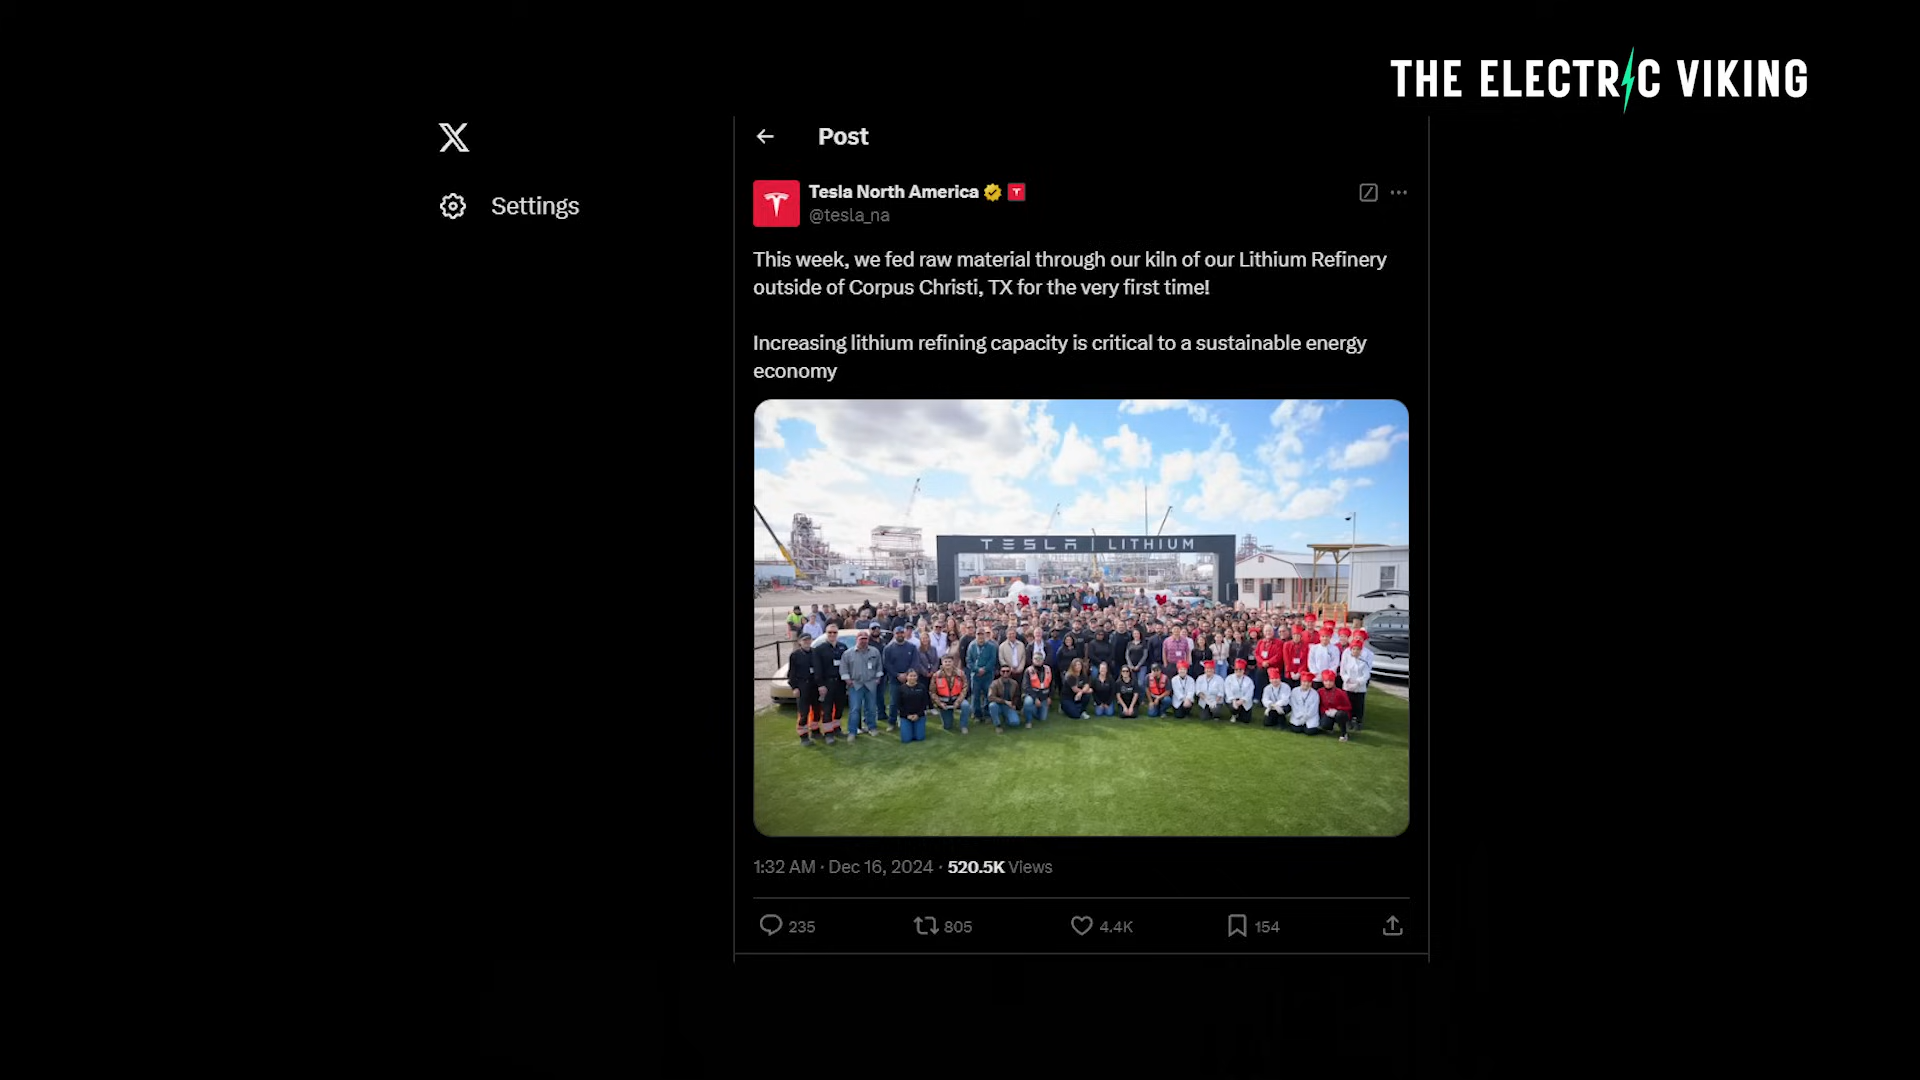 THE ELECTRIC VIKING
Post
Settings
Tesla North America
@tesla_na
This week, we fed raw material through our kiln of our Lithium Refinery
outside of Corpus Christi, TX for the very first time!
Increasing lithium refining capacity is critical to a sustainable energy
economy
TESLA | LITHIUM
1:32 AM · Dec 16, 2024 · 520.5K Views
235 805 4.4K 154